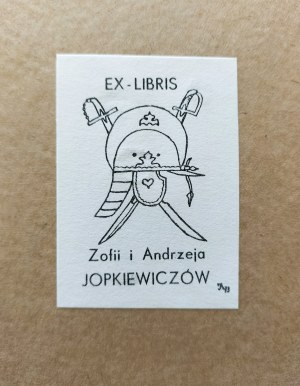 EX-LIBRIS
Zofii i Andrzeja
JOPKIEWICZÓW